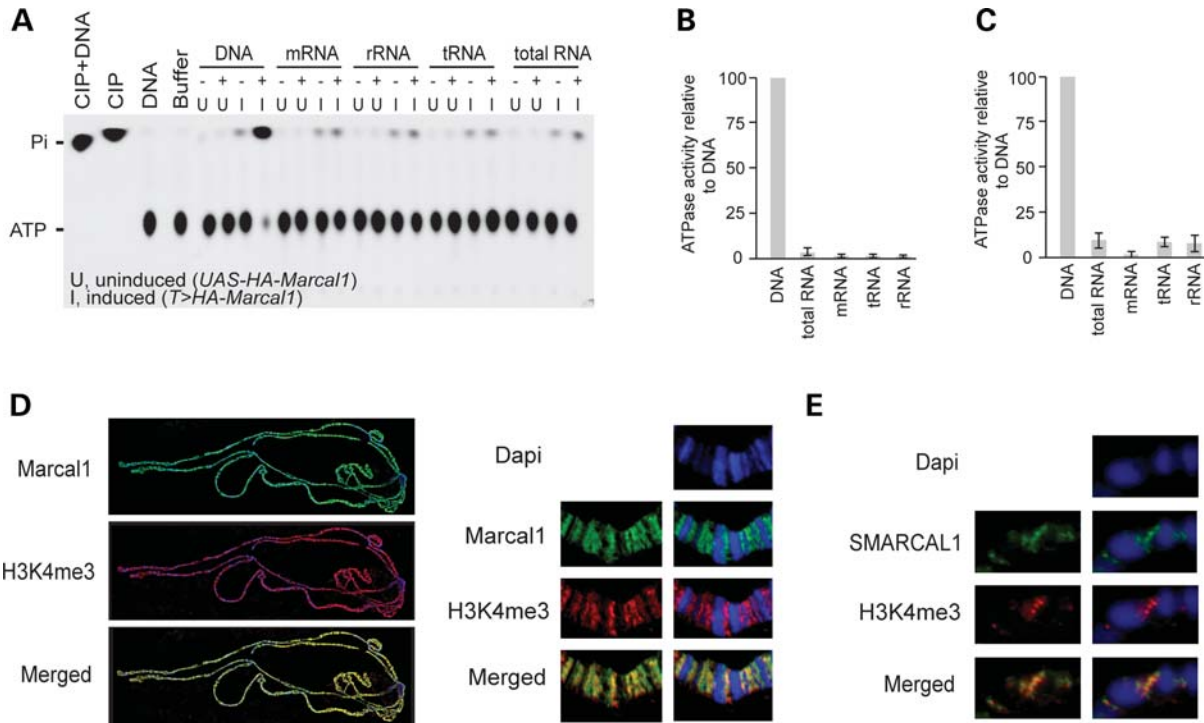 A
CIP+DNA
CIP
DNA
Buffer
DNA mRNA rRNA tRNA total RNA
- + - + - + - + - + - + - + - + - + - +
U U I I U U I I U U I I U U I I U U I I
Pi
ATP
U, uninduced (UAS-HA-Marcal1)
I, induced (T>HA-Marcal1)
B
ATPase activity relative
to DNA
100
75
50
25
0
DNA
total RNA
mRNA
tRNA
rRNA
C
ATPase activity relative
to DNA
100
75
50
25
0
DNA
total RNA
mRNA
tRNA
rRNA
D
Marcal1
H3K4me3
Merged
Dapi
Marcal1
H3K4me3
Merged
E
Dapi
SMARCAL1
H3K4me3
Merged